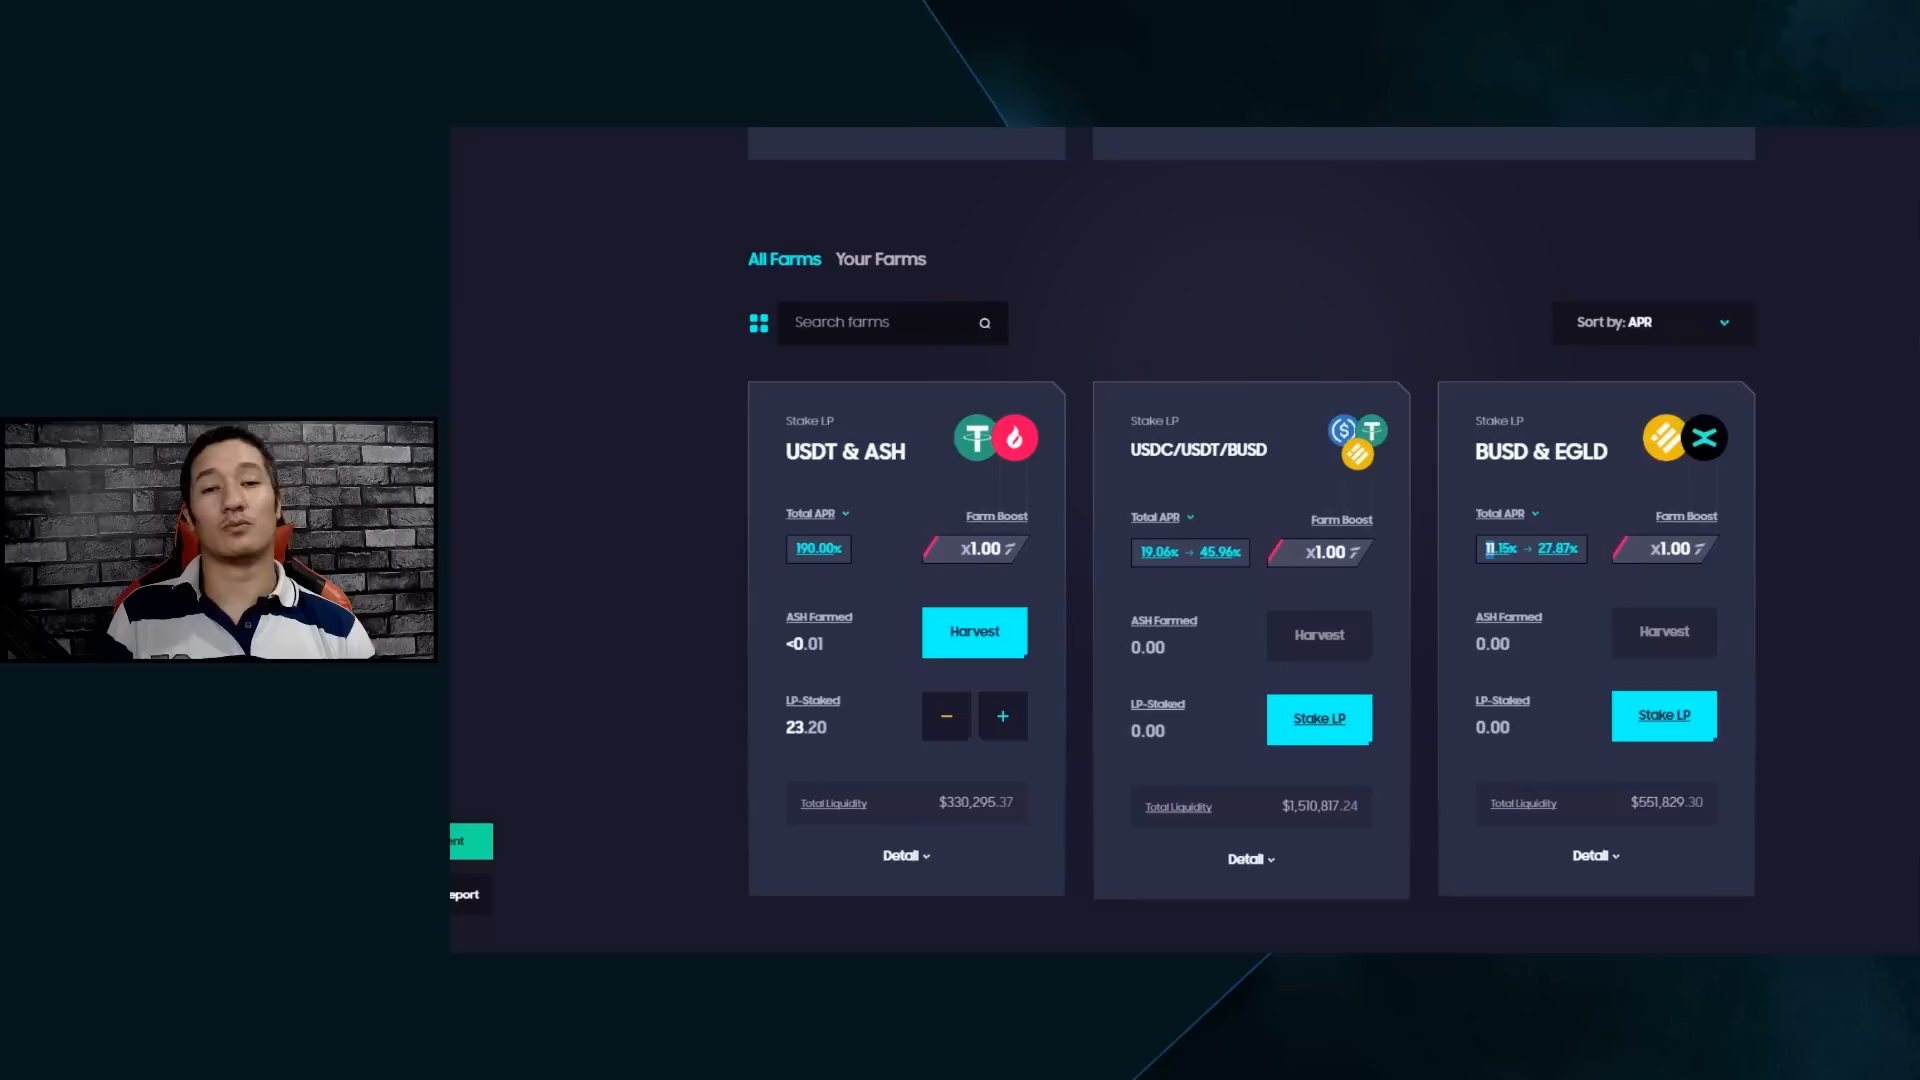 All Farms Your Farms
Search farms
Sort by: APR
Stake LP
USDT & ASH
Total APR
Farm Boost
190.00%
x1.00
ASH Farmed
<0.01
Harvest
LP-Staked
23.20
− +
Total Liquidity $330,295.37
Detail
Stake LP
USDC/USDT/BUSD
Total APR
Farm Boost
19.06% → 45.96%
x1.00
ASH Farmed
0.00
Harvest
LP-Staked
0.00
Stake LP
Total Liquidity $1,510,817.24
Detail
Stake LP
BUSD & EGLD
Total APR
Farm Boost
11.15% → 27.87%
x1.00
ASH Farmed
0.00
Harvest
LP-Staked
0.00
Stake LP
Total Liquidity $551,829.30
Detail
ent
eport